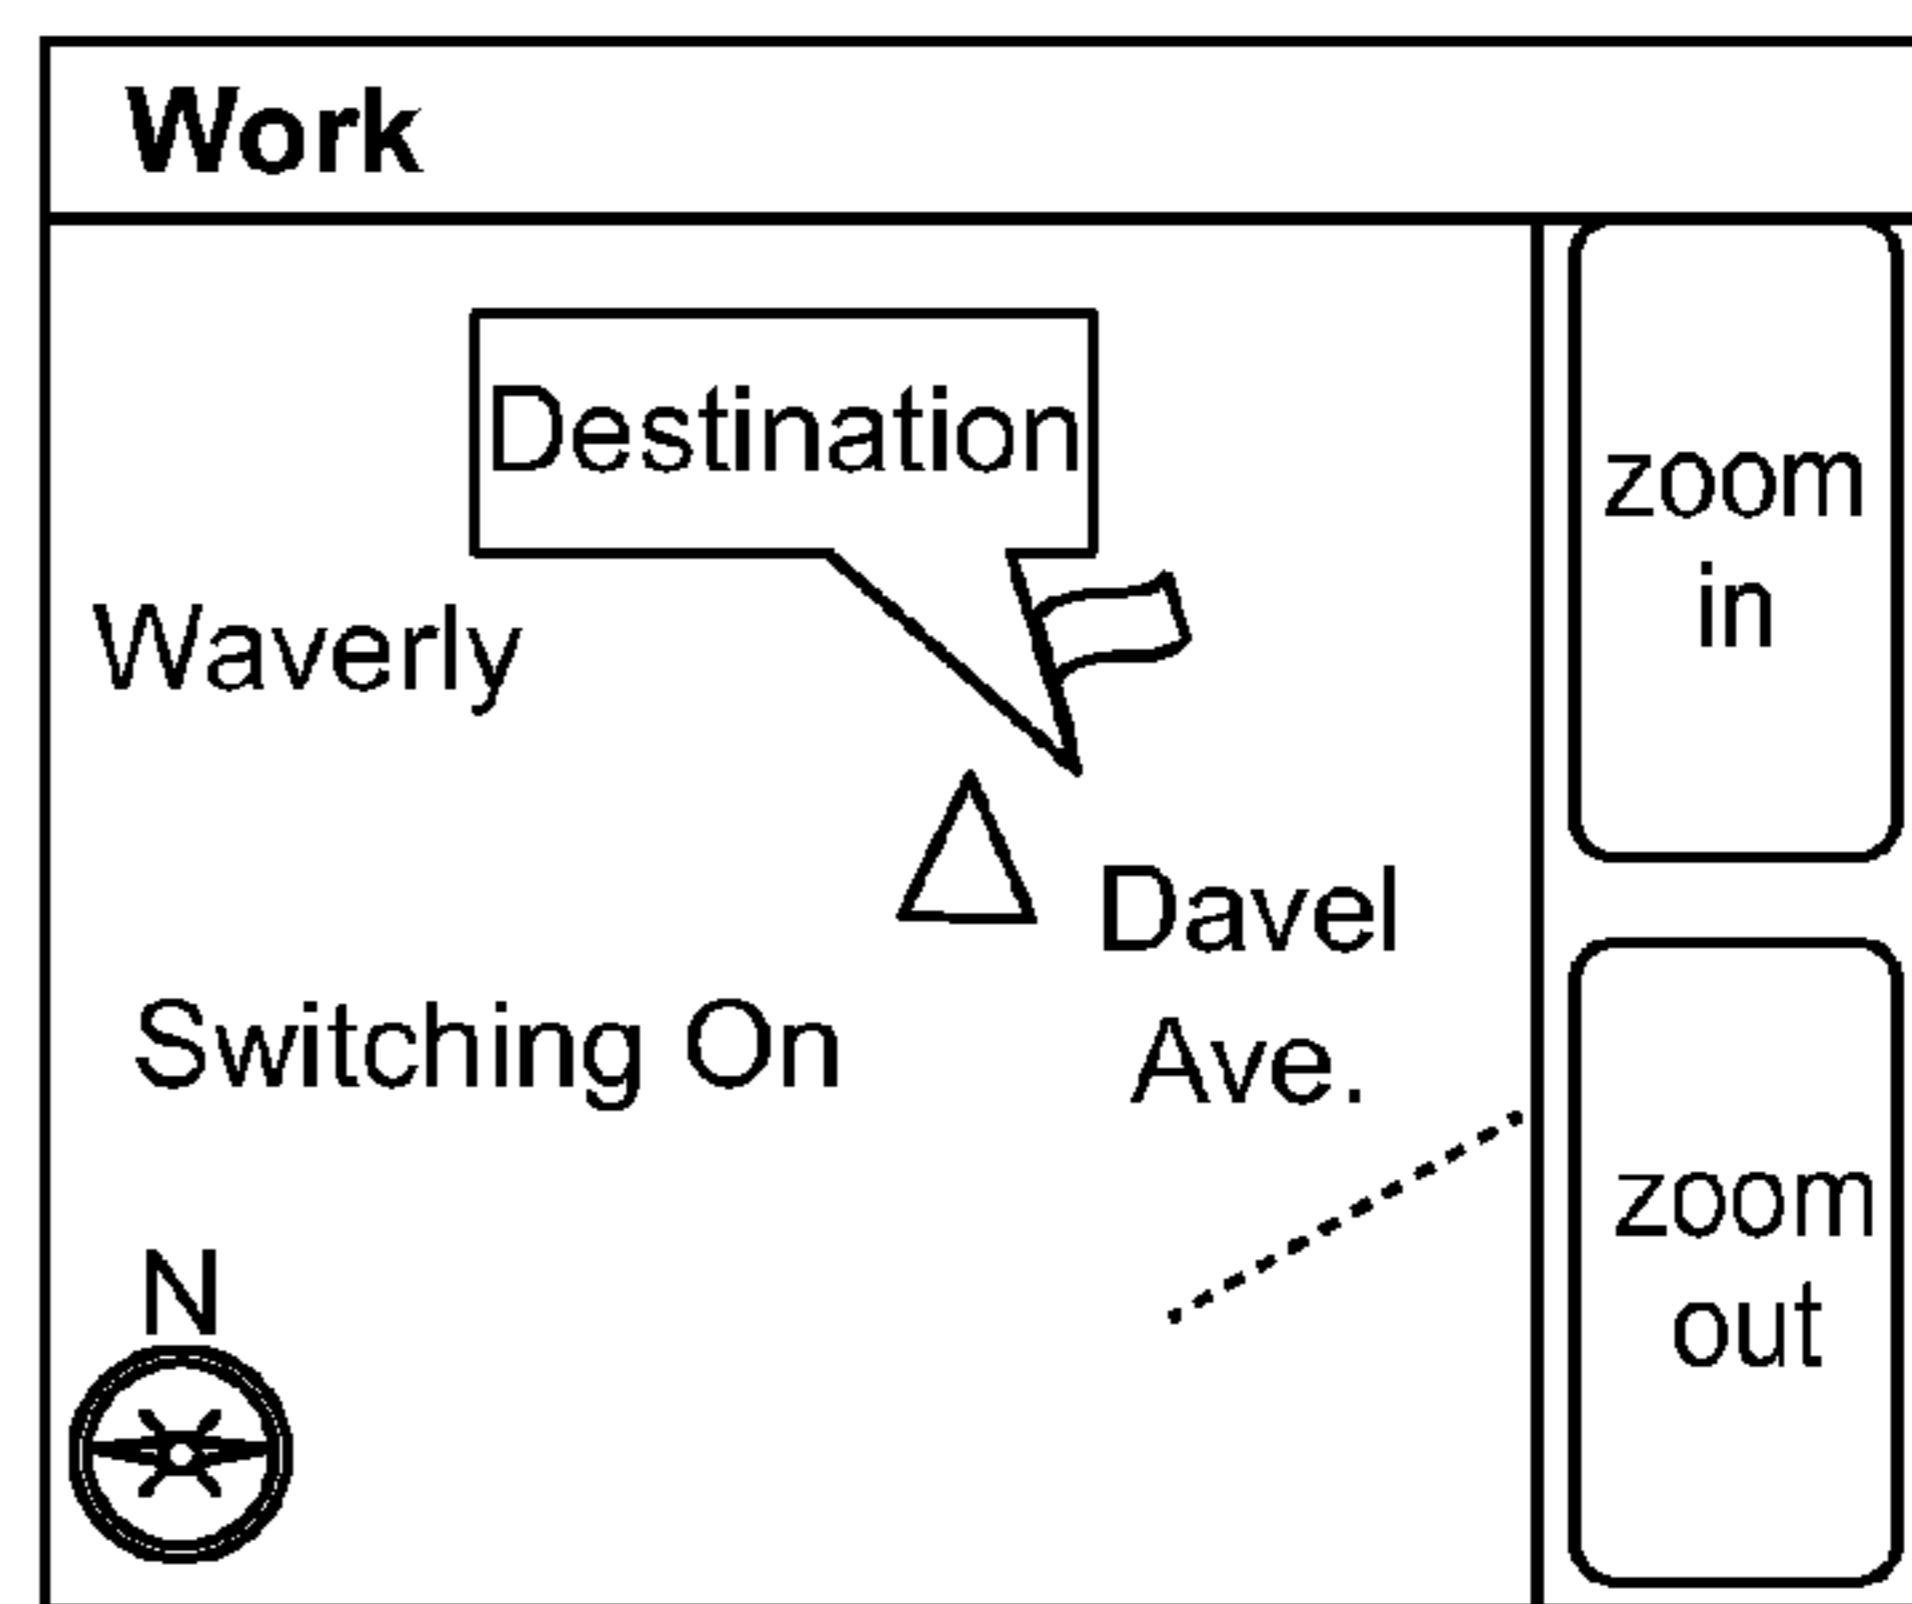 Work
Destination
Waverly
Davel
Ave.
Switching On
N
zoom
in
zoom
out